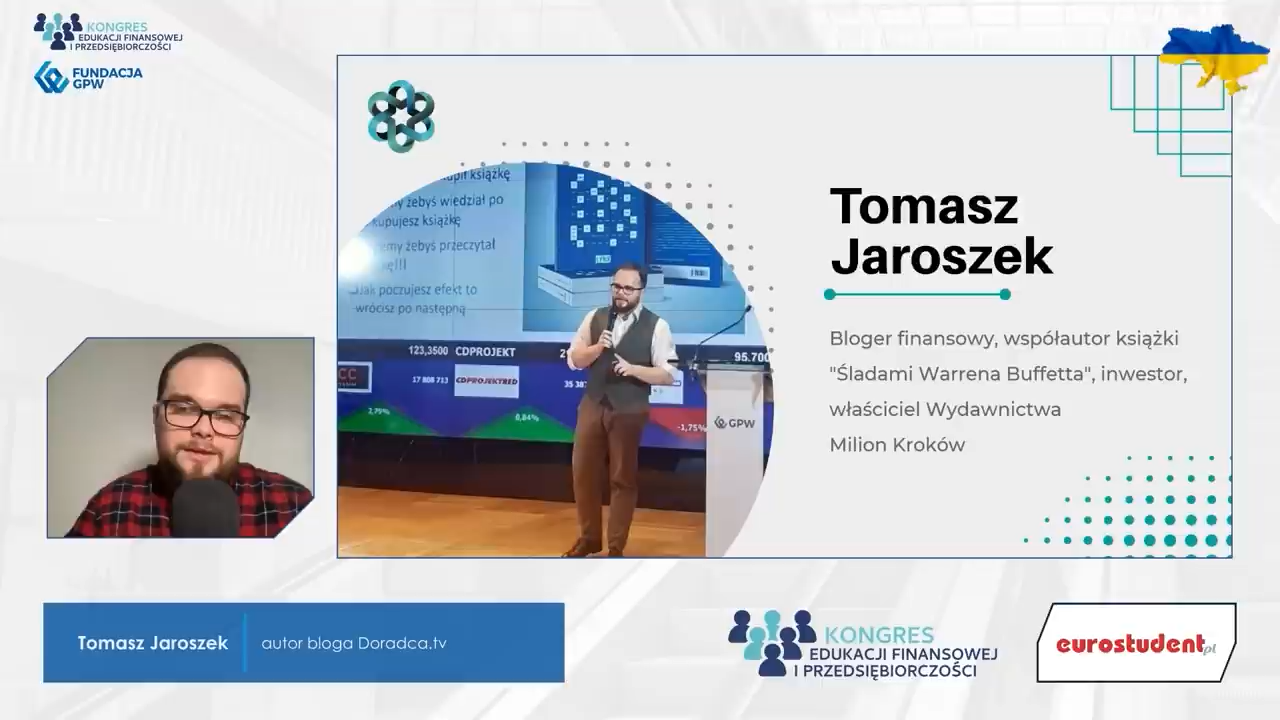 KONGRES
EDUKACJI FINANSOWEJ
I PRZEDSIĘBIORCZOŚCI
FUNDACJA
GPW
książkę
żebyś wiedział po
kupujesz książkę
żebyś przeczytał
Jak poczujesz efekt to
wrócisz po następną
123,3500 CDPROJEKT
95.700
17 808 713
CDPROJEKTRED
35 38
2,79%
0,84%
-1,75%
GPW
Tomasz
Jaroszek
Bloger finansowy, współautor książki
"Śladami Warrena Buffetta", inwestor,
właściciel Wydawnictwa
Milion Kroków
Tomasz Jaroszek
autor bloga Doradca.tv
KONGRES
EDUKACJI FINANSOWEJ
I PRZEDSIĘBIORCZOŚCI
eurostudent.pl